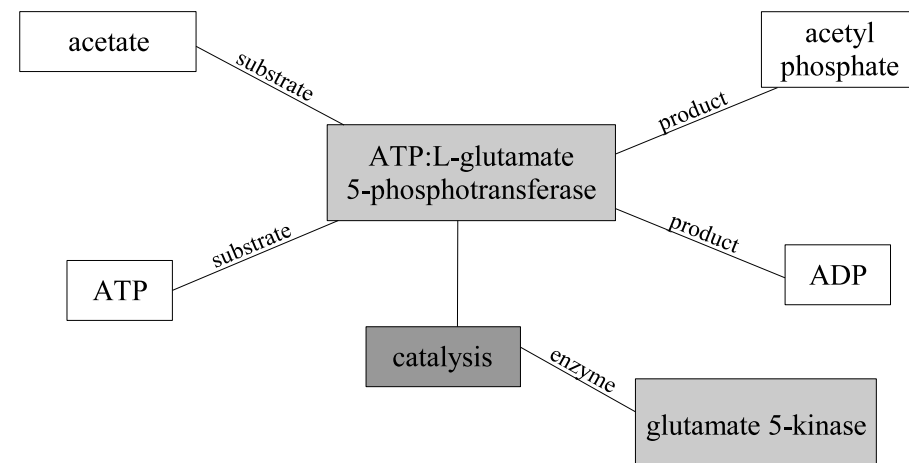 acetate
acetyl
phosphate
substrate
product
ATP:L-glutamate
5-phosphotransferase
substrate
product
ATP
ADP
catalysis
enzyme
glutamate 5-kinase